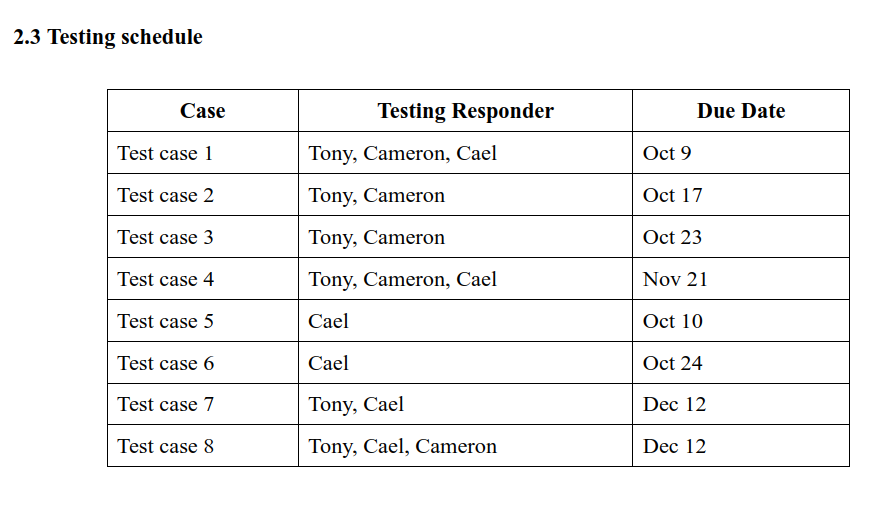 2.3 Testing schedule
Case Testing Responder Due Date
Test case 1 Tony, Cameron, Cael Oct 9
Test case 2 Tony, Cameron Oct 17
Test case 3 Tony, Cameron Oct 23
Test case 4 Tony, Cameron, Cael Nov 21
Test case 5 Cael Oct 10
Test case 6 Cael Oct 24
Test case 7 Tony, Cael Dec 12
Test case 8 Tony, Cael, Cameron Dec 12